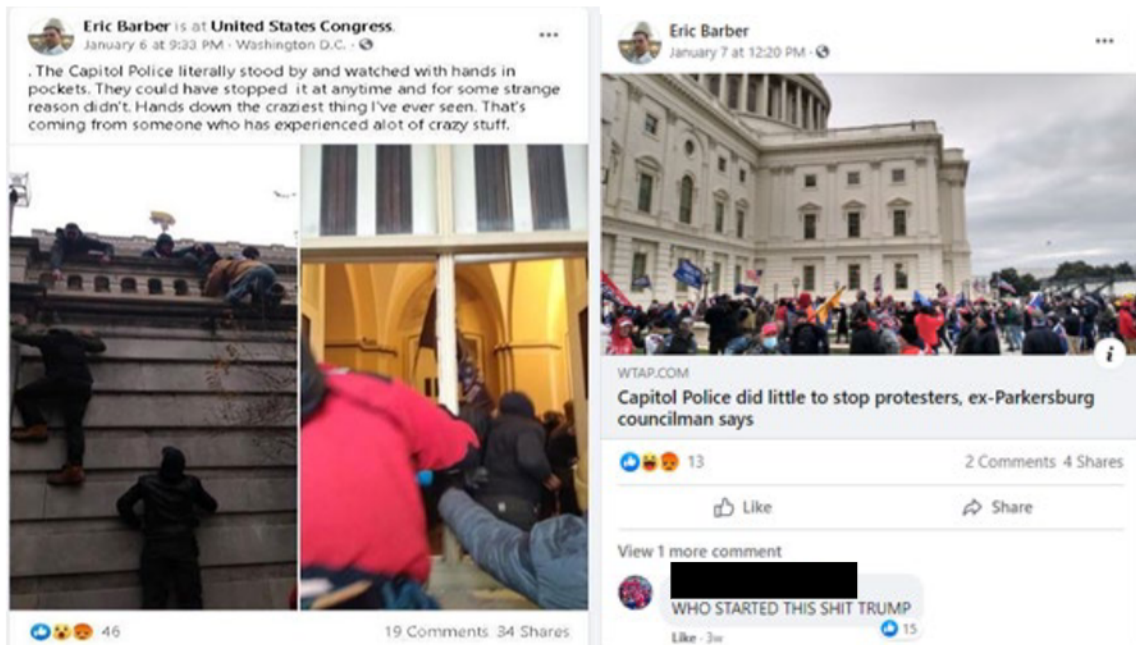 Eric Barber is at United States Congress.
January 6 at 9:33 PM · Washington D.C. ·
. The Capitol Police literally stood by and watched with hands in
pockets. They could have stopped it at anytime and for some strange
reason didn't. Hands down the craziest thing I've ever seen. That's
coming from someone who has experienced alot of crazy stuff.
46
19 Comments 34 Shares
Eric Barber
January 7 at 12:20 PM ·
WTAP.COM
Capitol Police did little to stop protesters, ex-Parkersburg
councilman says
13
2 Comments 4 Shares
Like
Share
View 1 more comment
WHO STARTED THIS SHIT TRUMP
15
Like · 3w